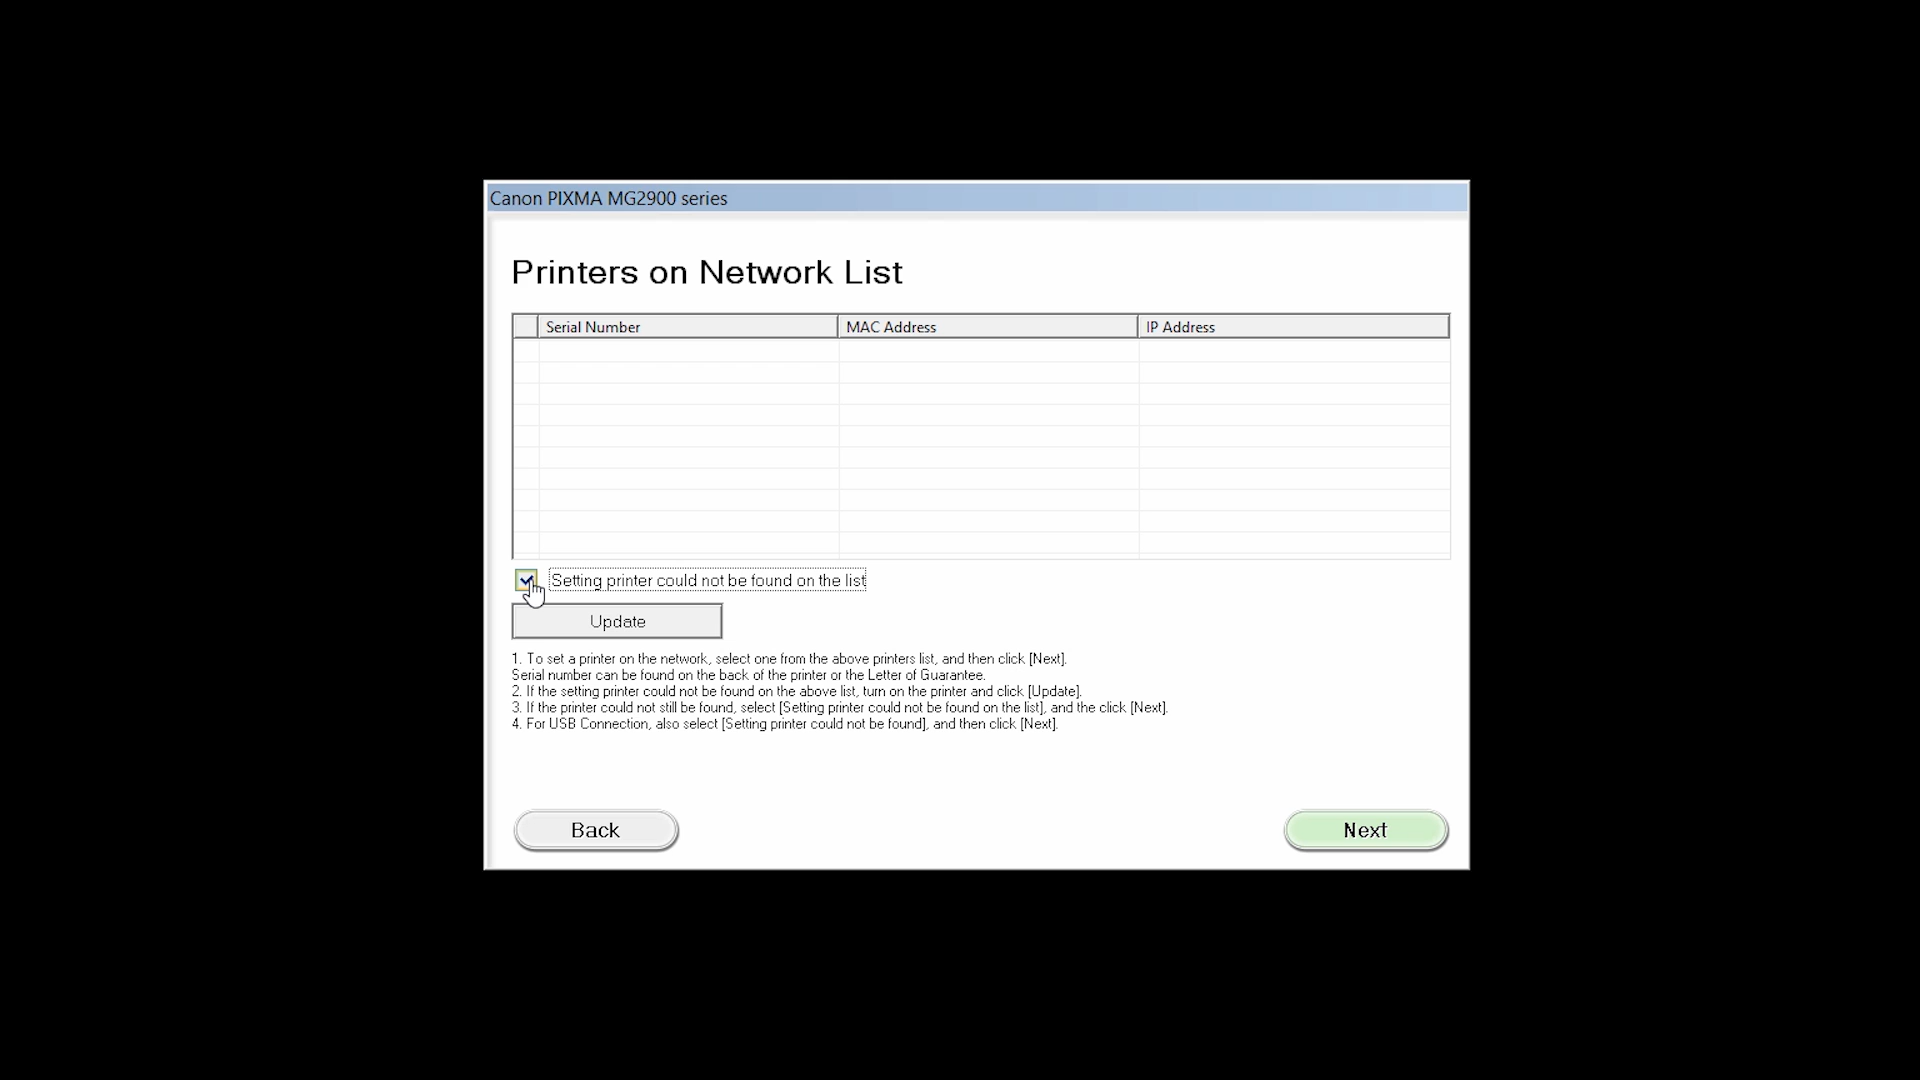 Canon PIXMA MG2900 series
Printers on Network List
Serial Number MAC Address IP Address
Setting printer could not be found on the list
Update
1. To set a printer on the network, select one from the above printers list, and then click [Next].
Serial number can be found on the back of the printer or the Letter of Guarantee.
2. If the setting printer could not be found on the above list, turn on the printer and click [Update].
3. If the printer could not still be found, select [Setting printer could not be found on the list], and the click [Next].
4. For USB Connection, also select [Setting printer could not be found], and then click [Next].
Back Next